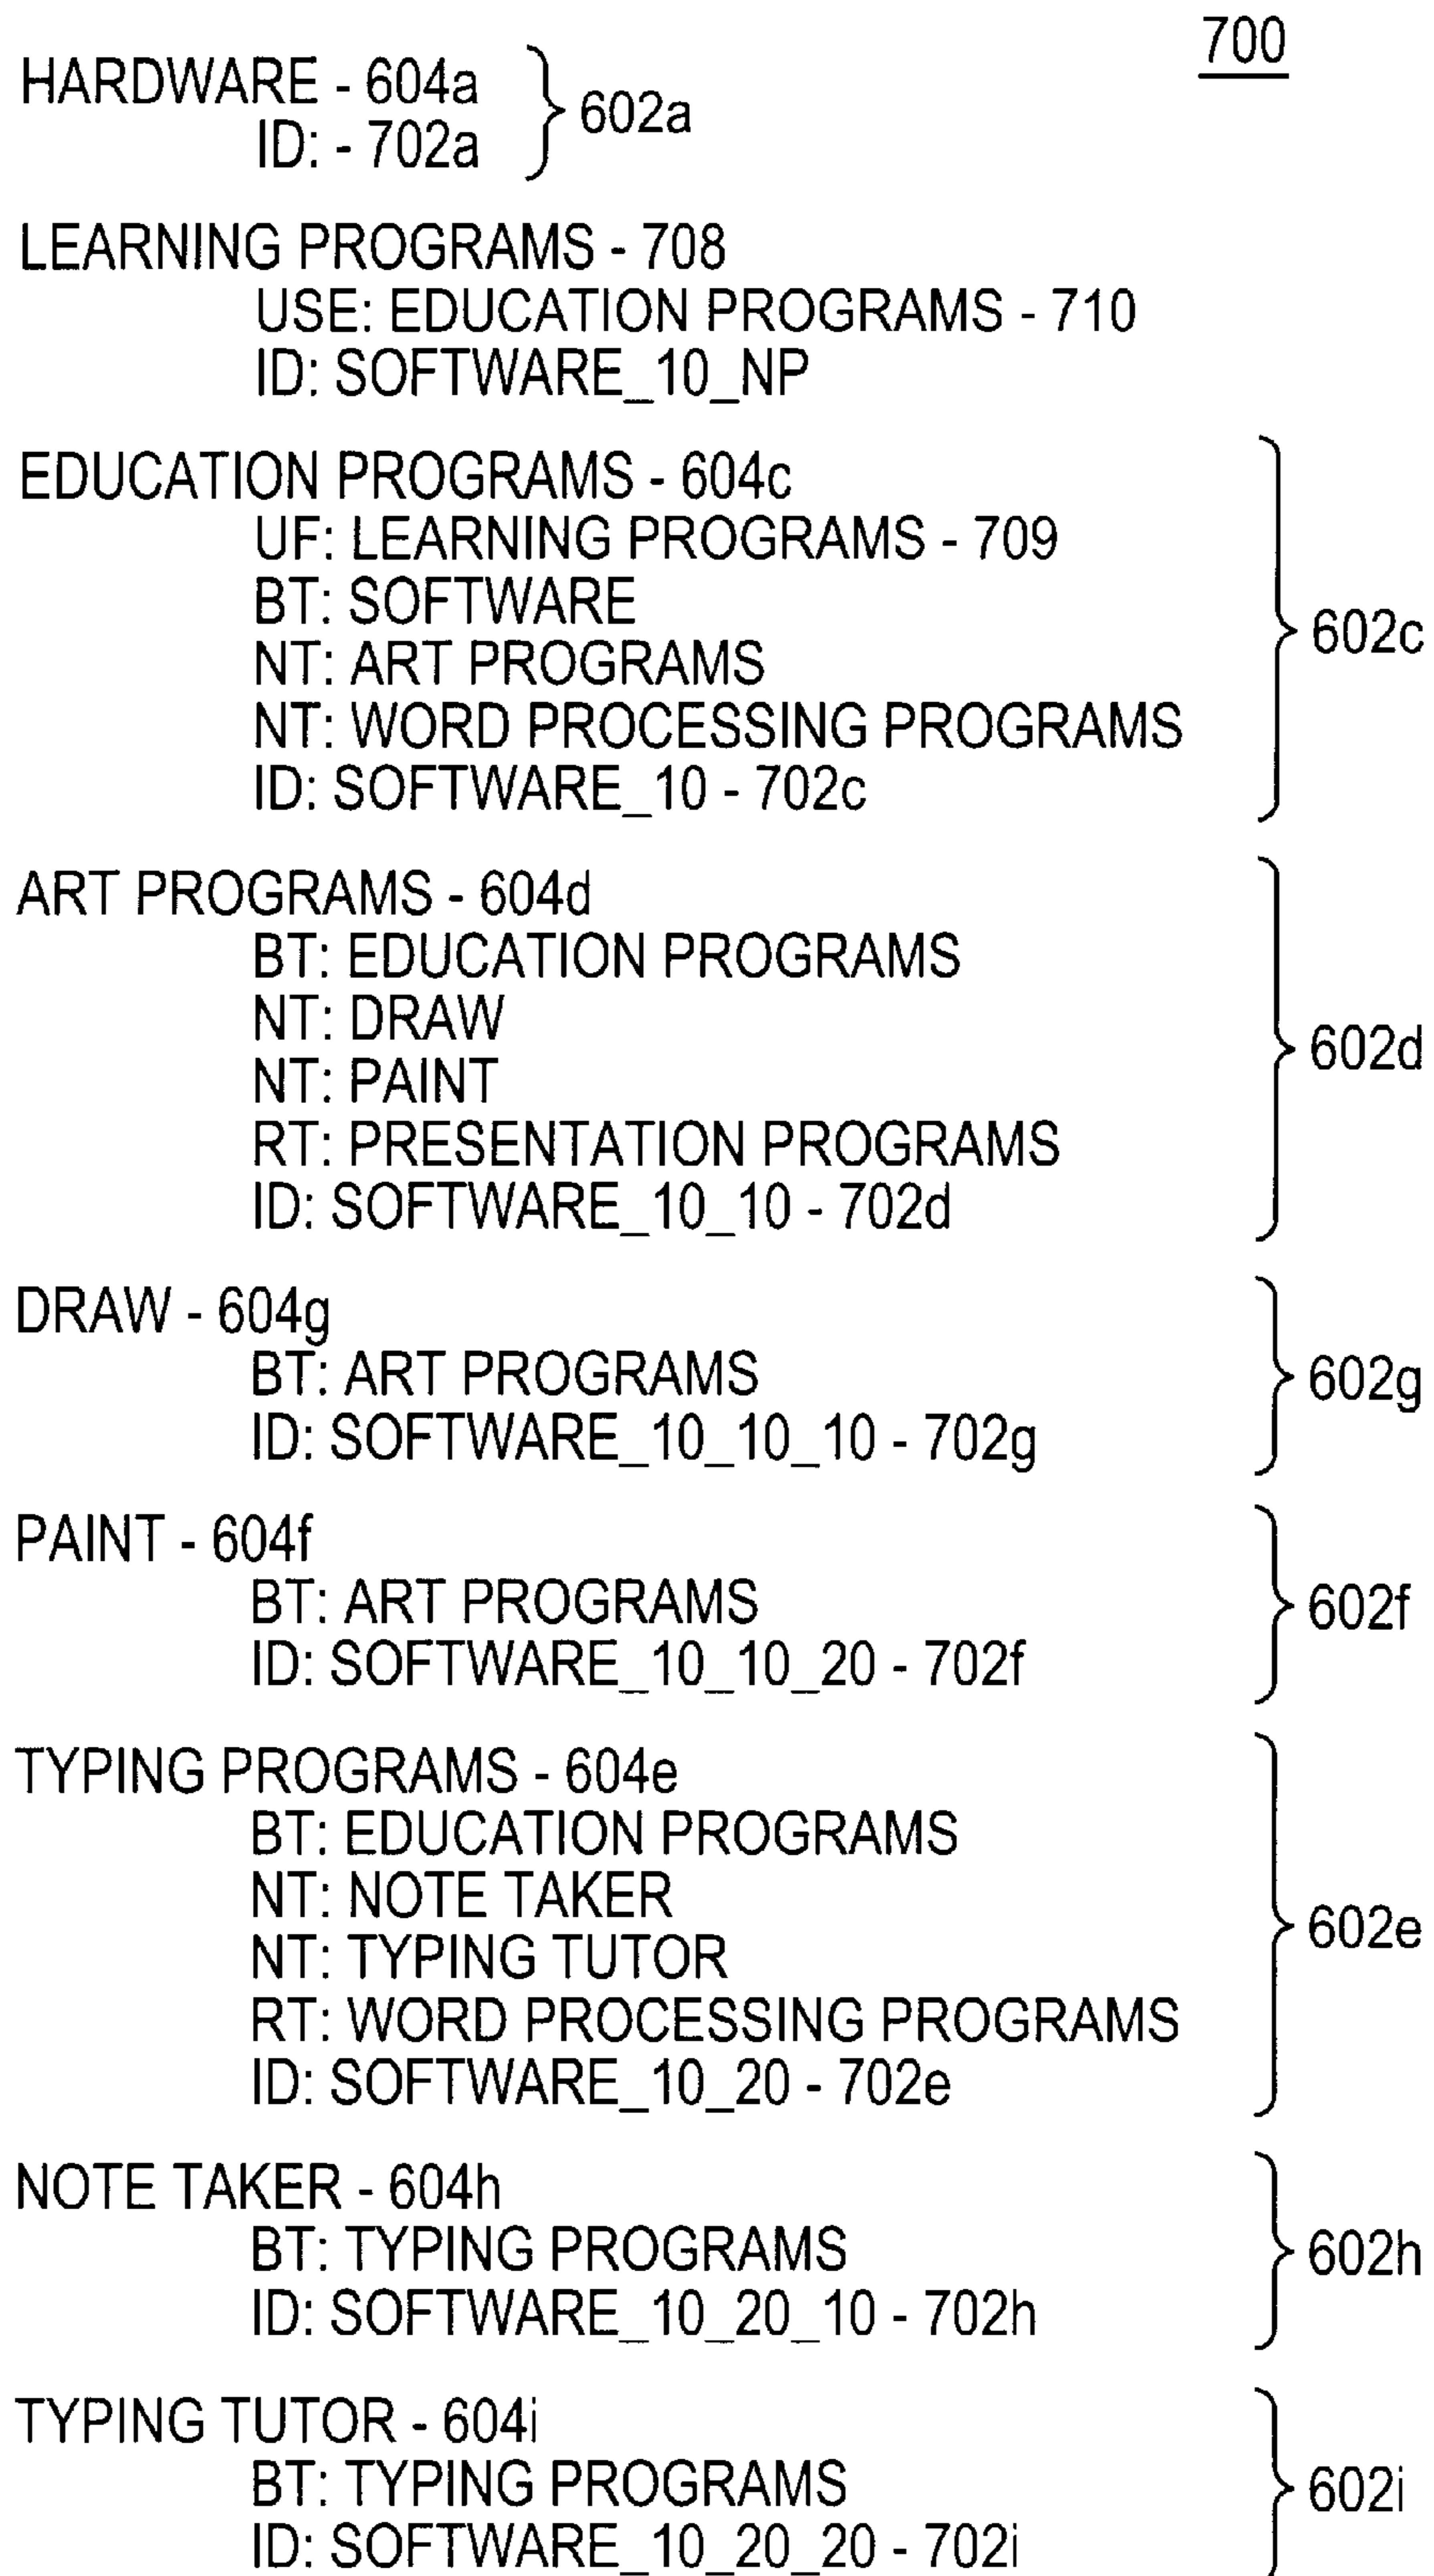 700
HARDWARE - 604a
ID: - 702a
602a
LEARNING PROGRAMS - 708
USE: EDUCATION PROGRAMS - 710
ID: SOFTWARE_10_NP
EDUCATION PROGRAMS - 604c
UF: LEARNING PROGRAMS - 709
BT: SOFTWARE
NT: ART PROGRAMS
NT: WORD PROCESSING PROGRAMS
ID: SOFTWARE_10 - 702c
602c
ART PROGRAMS - 604d
BT: EDUCATION PROGRAMS
NT: DRAW
NT: PAINT
RT: PRESENTATION PROGRAMS
ID: SOFTWARE_10_10 - 702d
602d
DRAW - 604g
BT: ART PROGRAMS
ID: SOFTWARE_10_10_10 - 702g
602g
PAINT - 604f
BT: ART PROGRAMS
ID: SOFTWARE_10_10_20 - 702f
602f
TYPING PROGRAMS - 604e
BT: EDUCATION PROGRAMS
NT: NOTE TAKER
NT: TYPING TUTOR
RT: WORD PROCESSING PROGRAMS
ID: SOFTWARE_10_20 - 702e
602e
NOTE TAKER - 604h
BT: TYPING PROGRAMS
ID: SOFTWARE_10_20_10 - 702h
602h
TYPING TUTOR - 604i
BT: TYPING PROGRAMS
ID: SOFTWARE_10_20_20 - 702i
602i